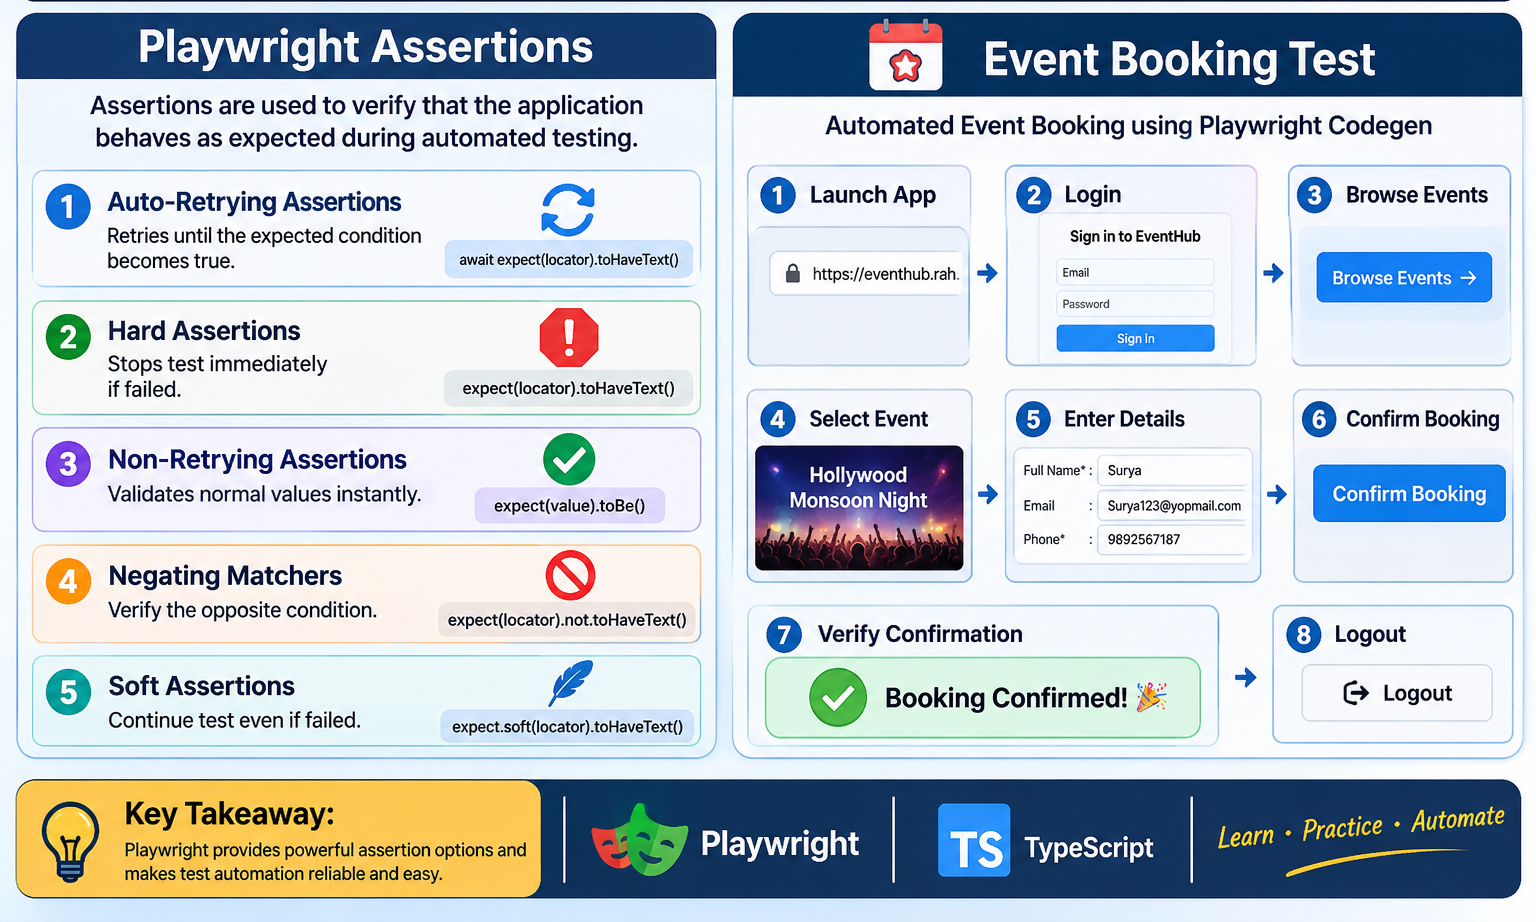 Playwright Assertions
Assertions are used to verify that the application
behaves as expected during automated testing.
1
Auto-Retrying Assertions
Retries until the expected condition
becomes true.
await expect(locator).toHaveText()
2
Hard Assertions
Stops test immediately
if failed.
!
expect(locator).toHaveText()
3
Non-Retrying Assertions
Validates normal values instantly.
expect(value).toBe()
4
Negating Matchers
Verify the opposite condition.
expect(locator).not.toHaveText()
5
Soft Assertions
Continue test even if failed.
expect.soft(locator).toHaveText()
Event Booking Test
Automated Event Booking using Playwright Codegen
1 Launch App
https://eventhub.rah.
2 Login
Sign in to EventHub
Email
Password
Sign In
3 Browse Events
Browse Events →
4 Select Event
Hollywood
Monsoon Night
5 Enter Details
Full Name* : Surya
Email : Surya123@yopmail.com
Phone* : 9892567187
6 Confirm Booking
Confirm Booking
7 Verify Confirmation
Booking Confirmed! 🎉
8 Logout
Logout
Key Takeaway:
Playwright provides powerful assertion options and
makes test automation reliable and easy.
Playwright
TS TypeScript
Learn • Practice • Automate